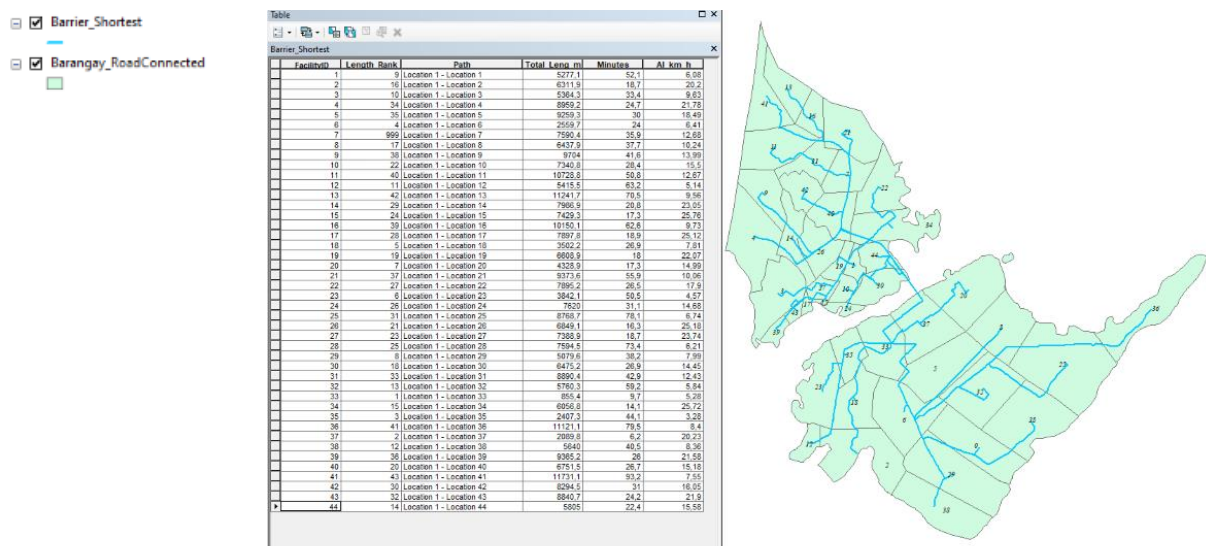 Barrier_Shortest
Barangay_RoadConnected
Table
Barrier_Shortest
FacilityID Length_Rank Path Total_Leng_m Minutes AI_km_h
1 9 Location 1 - Location 1 5277,1 52,1 6,08
2 16 Location 1 - Location 2 6311,9 18,7 20,2
3 10 Location 1 - Location 3 5364,3 33,4 9,63
4 34 Location 1 - Location 4 8959,2 24,7 21,78
5 35 Location 1 - Location 5 9259,3 30 18,49
6 4 Location 1 - Location 6 2559,7 24 6,41
7 999 Location 1 - Location 7 7590,4 35,9 12,68
8 17 Location 1 - Location 8 6437,9 37,7 10,24
9 38 Location 1 - Location 9 9704 41,6 13,99
10 22 Location 1 - Location 10 7340,8 28,4 15,5
11 40 Location 1 - Location 11 10728,8 50,8 12,67
12 11 Location 1 - Location 12 5415,5 63,2 5,14
13 42 Location 1 - Location 13 11241,7 70,5 9,56
14 29 Location 1 - Location 14 7986,9 20,8 23,05
15 24 Location 1 - Location 15 7429,3 17,3 25,76
16 39 Location 1 - Location 16 10150,1 62,6 9,73
17 28 Location 1 - Location 17 7897,8 18,9 25,12
18 5 Location 1 - Location 18 3502,2 26,9 7,81
19 19 Location 1 - Location 19 6608,9 18 22,07
20 7 Location 1 - Location 20 4328,9 17,3 14,99
21 37 Location 1 - Location 21 9373,6 55,9 10,06
22 27 Location 1 - Location 22 7895,2 26,5 17,9
23 6 Location 1 - Location 23 3842,1 50,5 4,57
24 26 Location 1 - Location 24 7620 31,1 14,68
25 31 Location 1 - Location 25 8768,7 78,1 6,74
26 21 Location 1 - Location 26 6849,1 16,3 25,18
27 23 Location 1 - Location 27 7388,9 18,7 23,74
28 25 Location 1 - Location 28 7594,5 73,4 6,21
29 8 Location 1 - Location 29 5079,6 38,2 7,99
30 18 Location 1 - Location 30 6475,2 26,9 14,45
31 33 Location 1 - Location 31 8890,4 42,9 12,43
32 13 Location 1 - Location 32 5760,3 59,2 5,84
33 1 Location 1 - Location 33 855,4 9,7 5,28
34 15 Location 1 - Location 34 6056,8 14,1 25,72
35 3 Location 1 - Location 35 2407,3 44,1 3,28
36 41 Location 1 - Location 36 11121,1 79,5 8,4
37 2 Location 1 - Location 37 2089,8 6,2 20,23
38 12 Location 1 - Location 38 5640 40,5 8,36
39 36 Location 1 - Location 39 9365,2 26 21,58
40 20 Location 1 - Location 40 6751,5 26,7 15,18
41 43 Location 1 - Location 41 11731,1 93,2 7,55
42 30 Location 1 - Location 42 8294,5 31 16,05
43 32 Location 1 - Location 43 8840,7 24,2 21,9
44 14 Location 1 - Location 44 5805 22,4 15,58
41
16
22
34
14
26
44
19
10
24
17
43
39
36
37
33
32
6
2
29
38